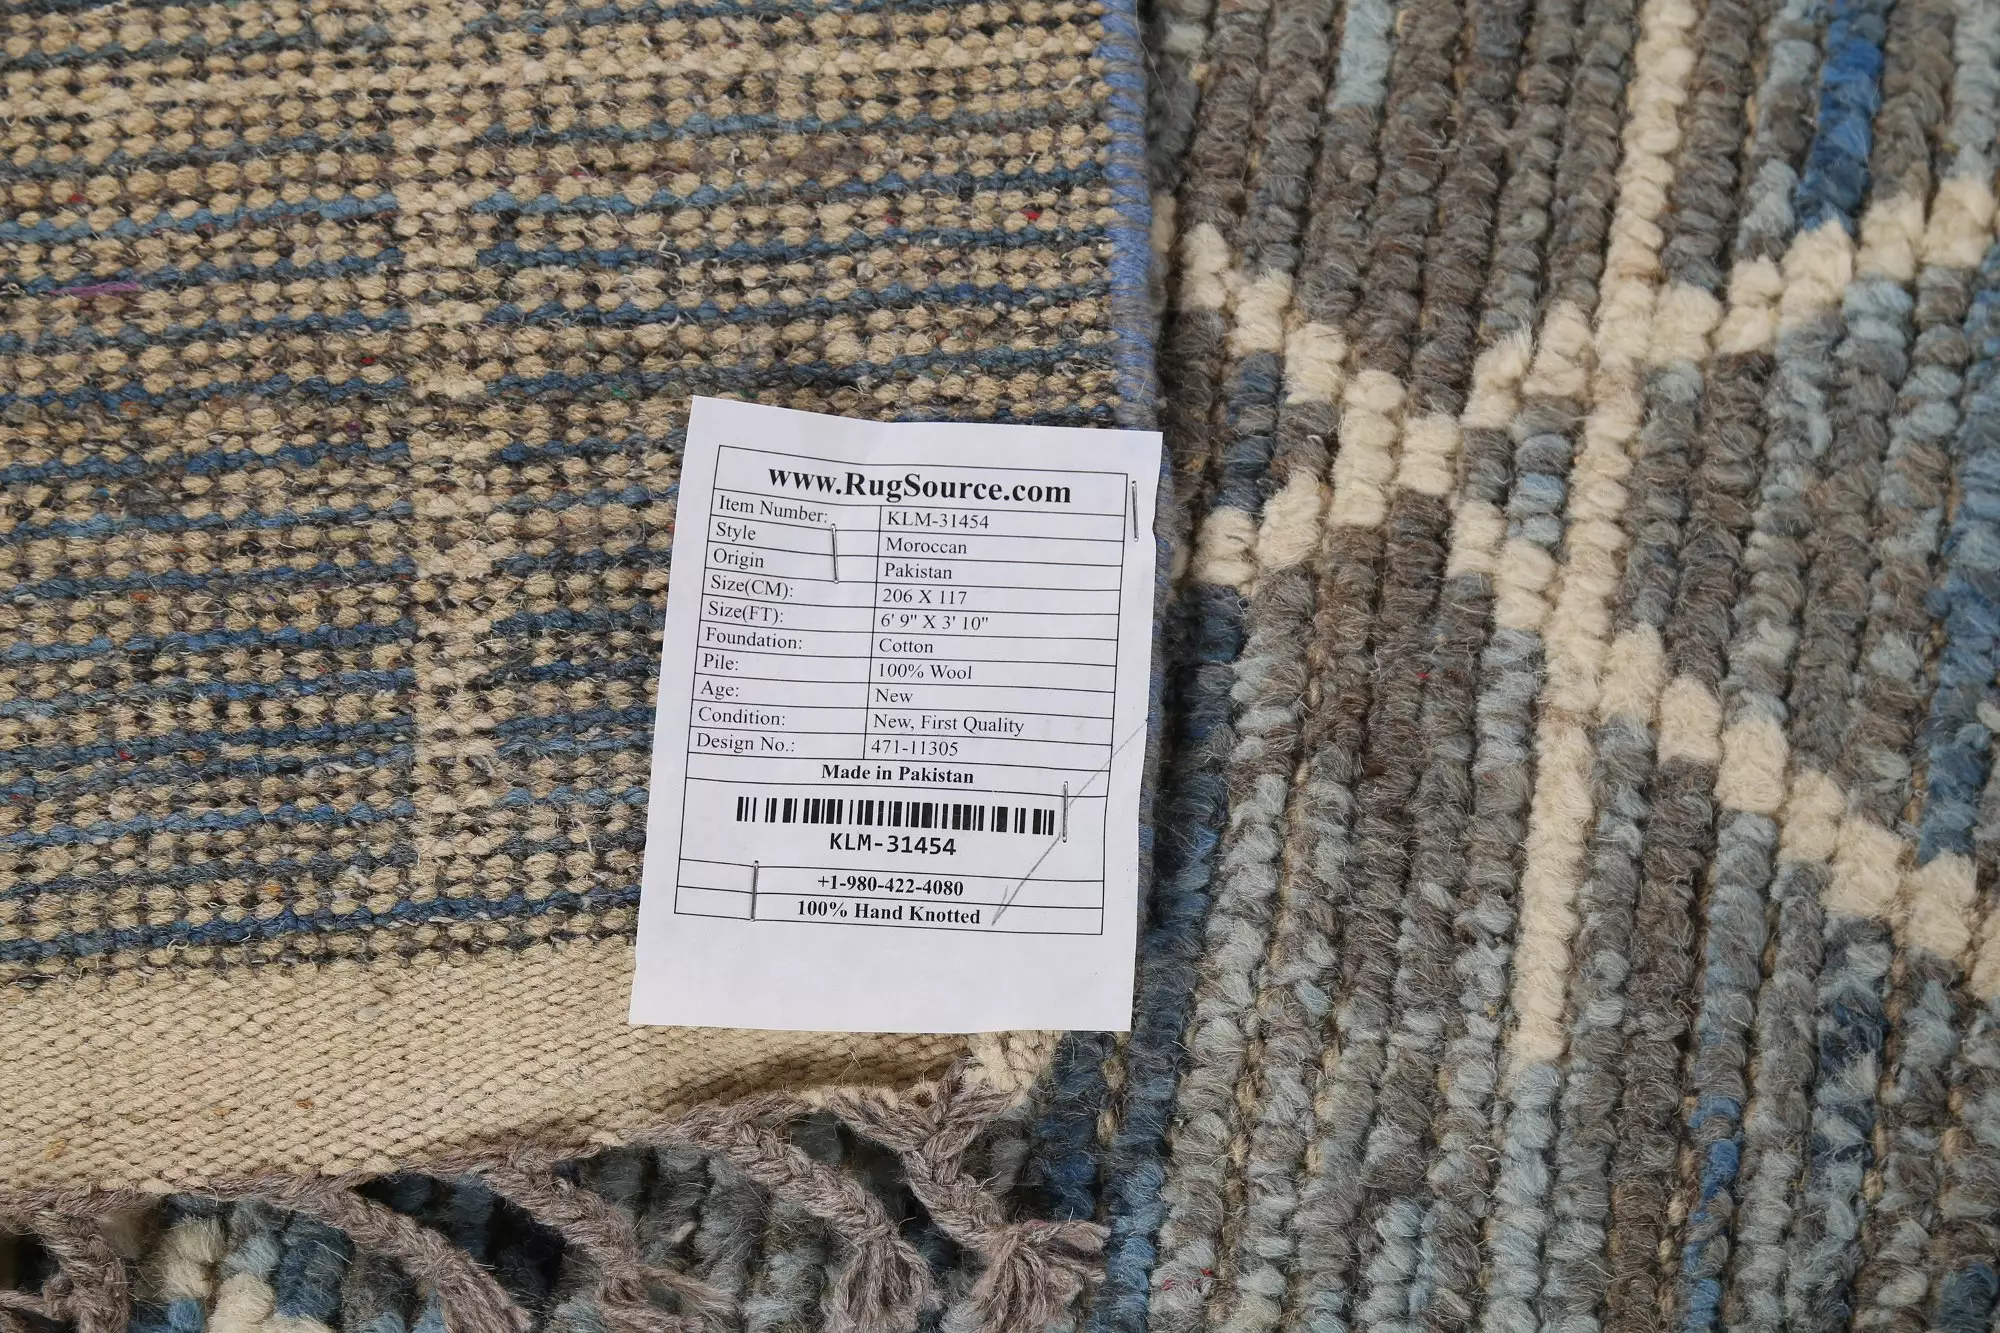 www.RugSource.com
Item Number: KLM-31454
Style Moroccan
Origin Pakistan
Size(CM): 206 X 117
Size(FT): 6' 9" X 3' 10"
Foundation: Cotton
Pile: 100% Wool
Age: New
Condition: New, First Quality
Design No.: 471-11305
Made in Pakistan
KLM-31454
+1-980-422-4080
100% Hand Knotted